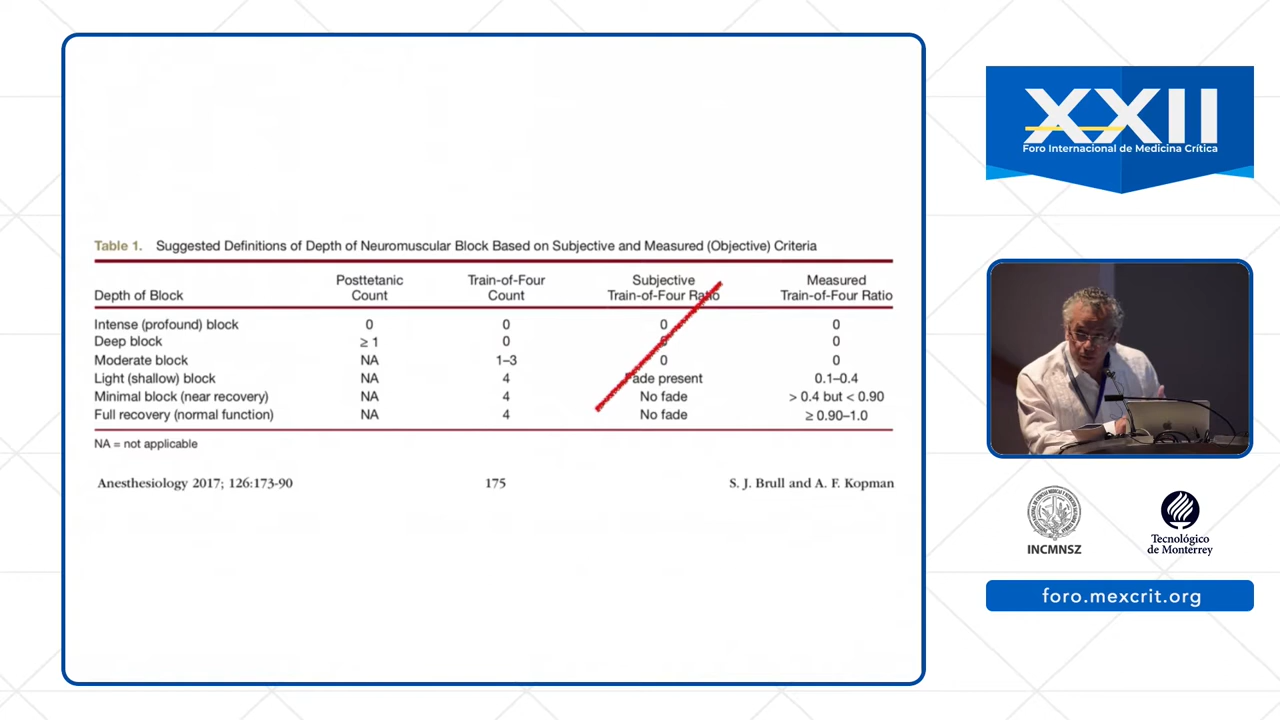 Table 1. Suggested Definitions of Depth of Neuromuscular Block Based on Subjective and Measured (Objective) Criteria
Depth of Block Posttetanic Count Train-of-Four Count Subjective Train-of-Four Ratio Measured Train-of-Four Ratio
Intense (profound) block 0 0 0 0
Deep block ≥ 1 0 0 0
Moderate block NA 1–3 0 0
Light (shallow) block NA 4 Fade present 0.1–0.4
Minimal block (near recovery) NA 4 No fade > 0.4 but < 0.90
Full recovery (normal function) NA 4 No fade ≥ 0.90–1.0
NA = not applicable
Anesthesiology 2017; 126:173-90 175 S. J. Brull and A. F. Kopman
XXII
Foro Internacional de Medicina Crítica
INCMNSZ
Tecnológico
de Monterrey
foro.mexcrit.org